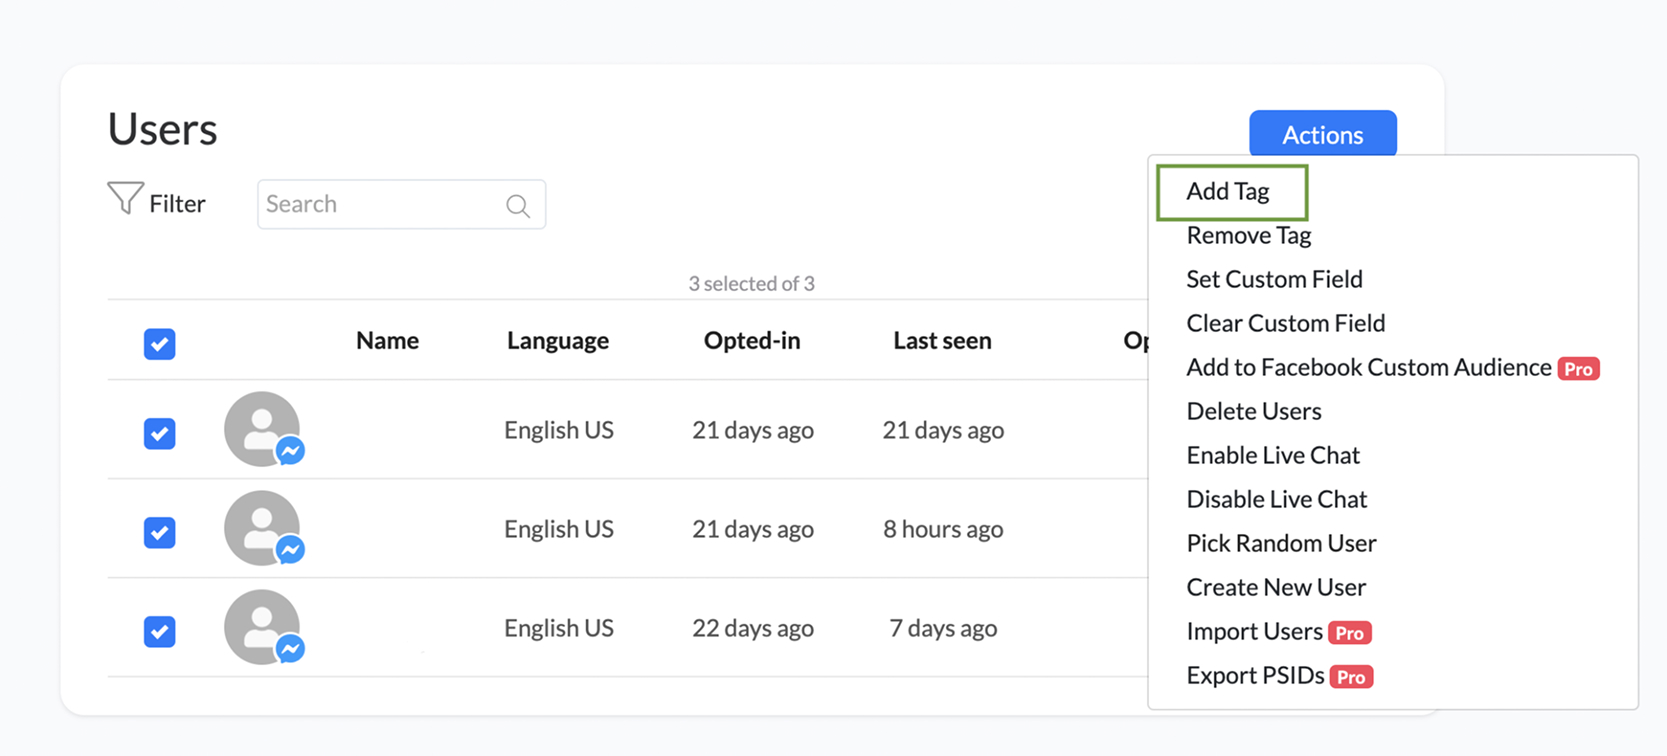 Users
Actions
Filter
Search
Add Tag
Remove Tag
Set Custom Field
Clear Custom Field
Add to Facebook Custom Audience Pro
Delete Users
Enable Live Chat
Disable Live Chat
Pick Random User
Create New User
Import Users Pro
Export PSIDs Pro
3 selected of 3
Name Language Opted-in Last seen Op
English US 21 days ago 21 days ago
English US 21 days ago 8 hours ago
English US 22 days ago 7 days ago